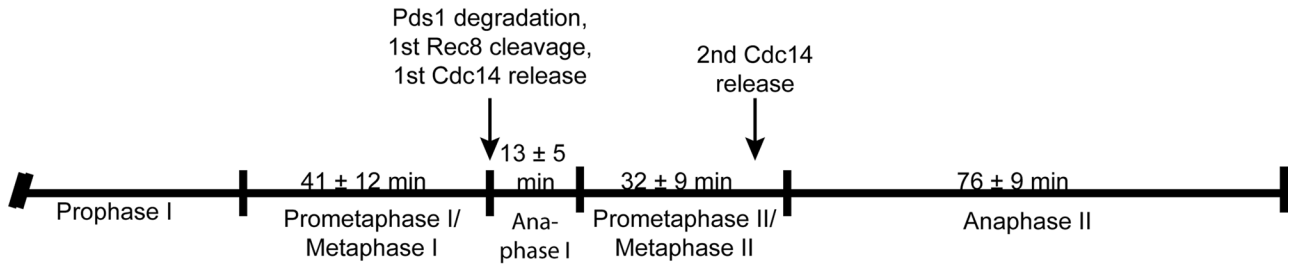 Pds1 degradation,
1st Rec8 cleavage,
1st Cdc14 release
2nd Cdc14
release
41 ± 12 min
13 ± 5
min
32 ± 9 min
76 ± 9 min
Prophase I
Prometaphase I/
Metaphase I
Ana-
phase I
Prometaphase II/
Metaphase II
Anaphase II